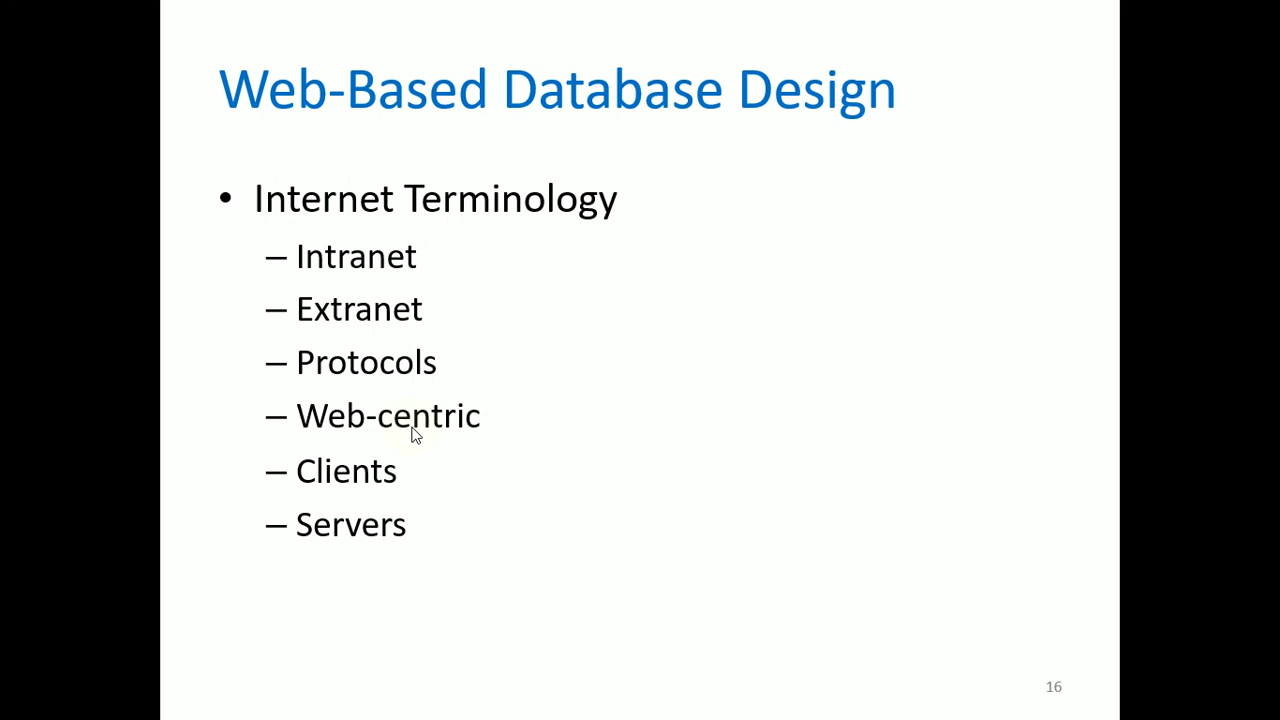 Web-Based Database Design
• Internet Terminology
– Intranet
– Extranet
– Protocols
– Web-centric
– Clients
– Servers
16